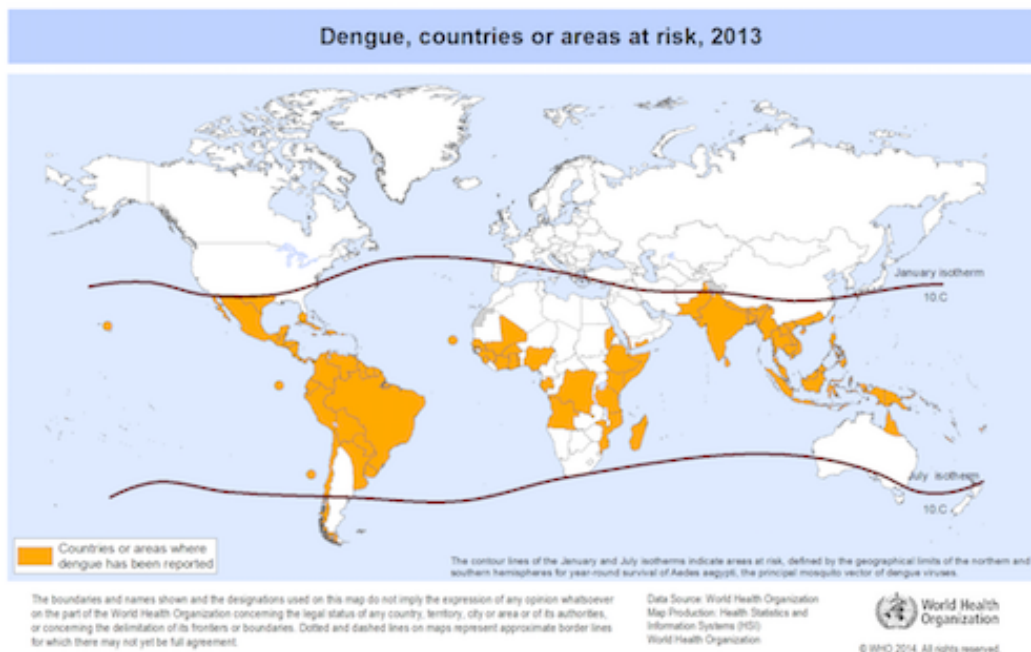 Dengue, countries or areas at risk, 2013
January isotherm
10.C
July isotherm
10.C
Countries or areas where
dengue has been reported
The contour lines of the January and July isotherms indicate areas at risk, defined by the geographical limits of the northern and
southern hemispheres for year-round survival of Aedes aegypti, the principal mosquito vector of dengue viruses.
The boundaries and names shown and the designations used on this map do not imply the expression of any opinion whatsoever
on the part of the World Health Organization concerning the legal status of any country, territory, city or area or of its authorities,
or concerning the delimitation of its frontiers or boundaries. Dotted and dashed lines on maps represent approximate border lines
for which there may not yet be full agreement.
Data Source: World Health Organization
Map Production: Health Statistics and
Information Systems (HSI)
World Health Organization
World Health
Organization
© WHO 2014. All rights reserved.